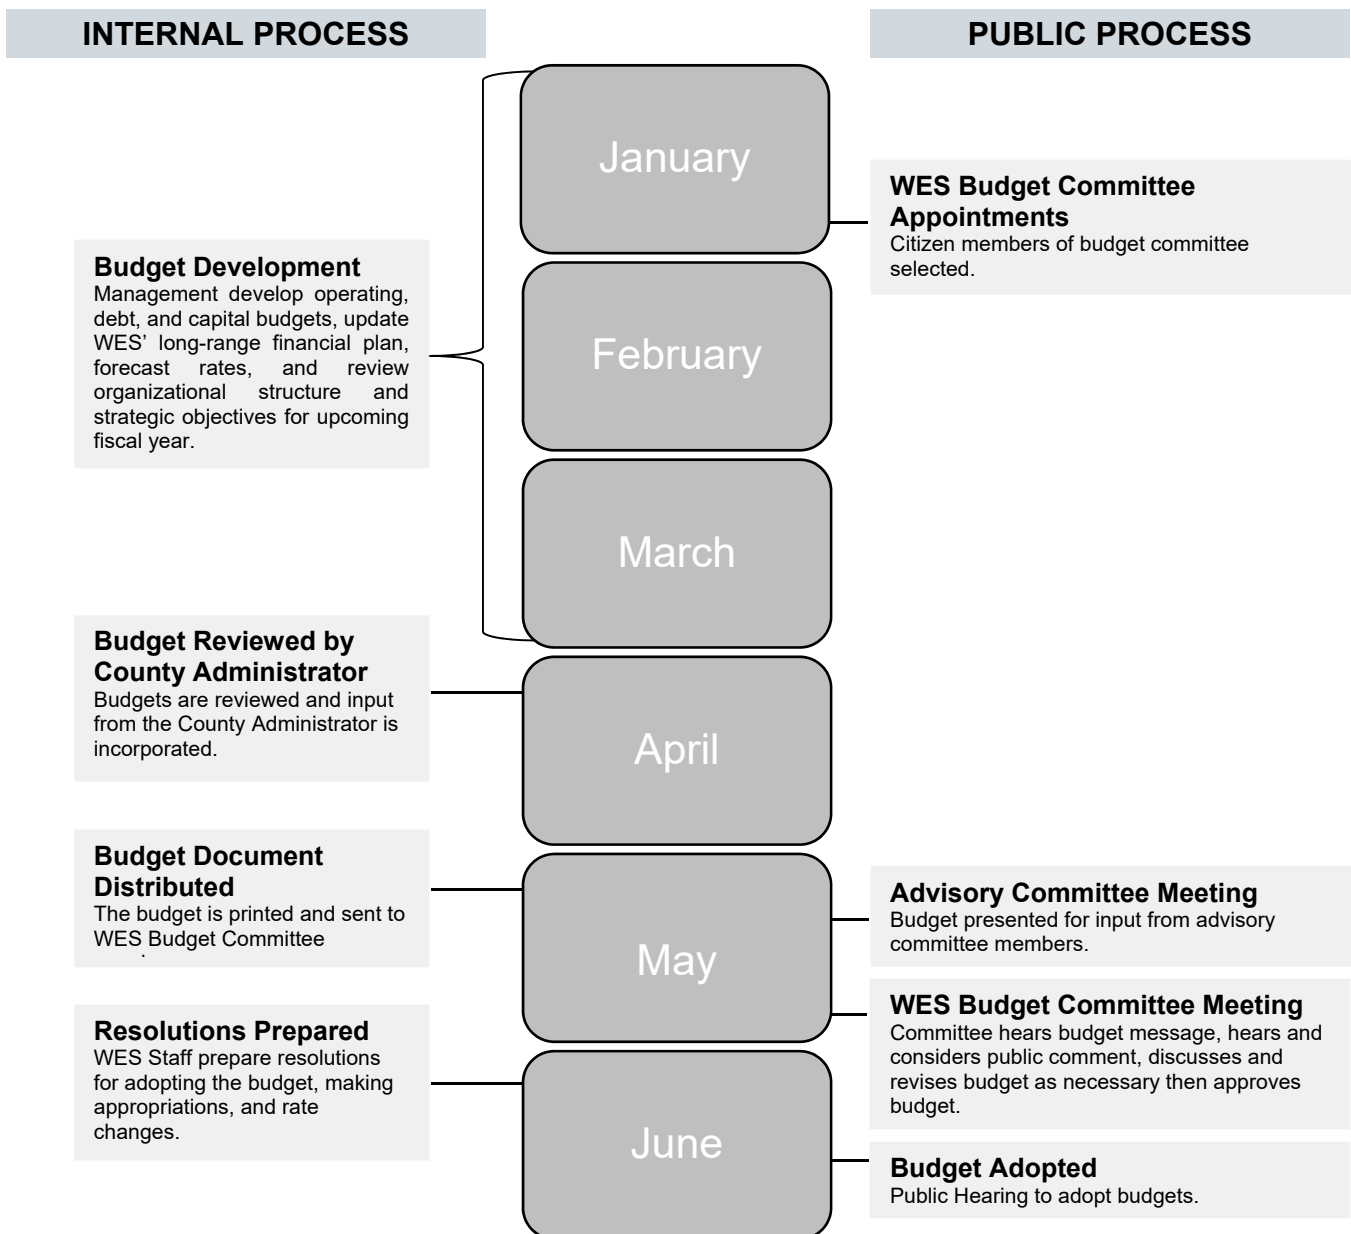 INTERNAL PROCESS
PUBLIC PROCESS
January
WES Budget Committee
Appointments
Citizen members of budget committee
selected.
Budget Development
Management develop operating,
debt, and capital budgets, update
WES' long-range financial plan,
forecast rates, and review
organizational structure and
strategic objectives for upcoming
fiscal year.
February
March
Budget Reviewed by
County Administrator
Budgets are reviewed and input
from the County Administrator is
incorporated.
April
Budget Document
Distributed
The budget is printed and sent to
WES Budget Committee
May
Advisory Committee Meeting
Budget presented for input from advisory
committee members.
WES Budget Committee Meeting
Committee hears budget message, hears and
considers public comment, discusses and
revises budget as necessary then approves
budget.
Resolutions Prepared
WES Staff prepare resolutions
for adopting the budget, making
appropriations, and rate
changes.
June
Budget Adopted
Public Hearing to adopt budgets.